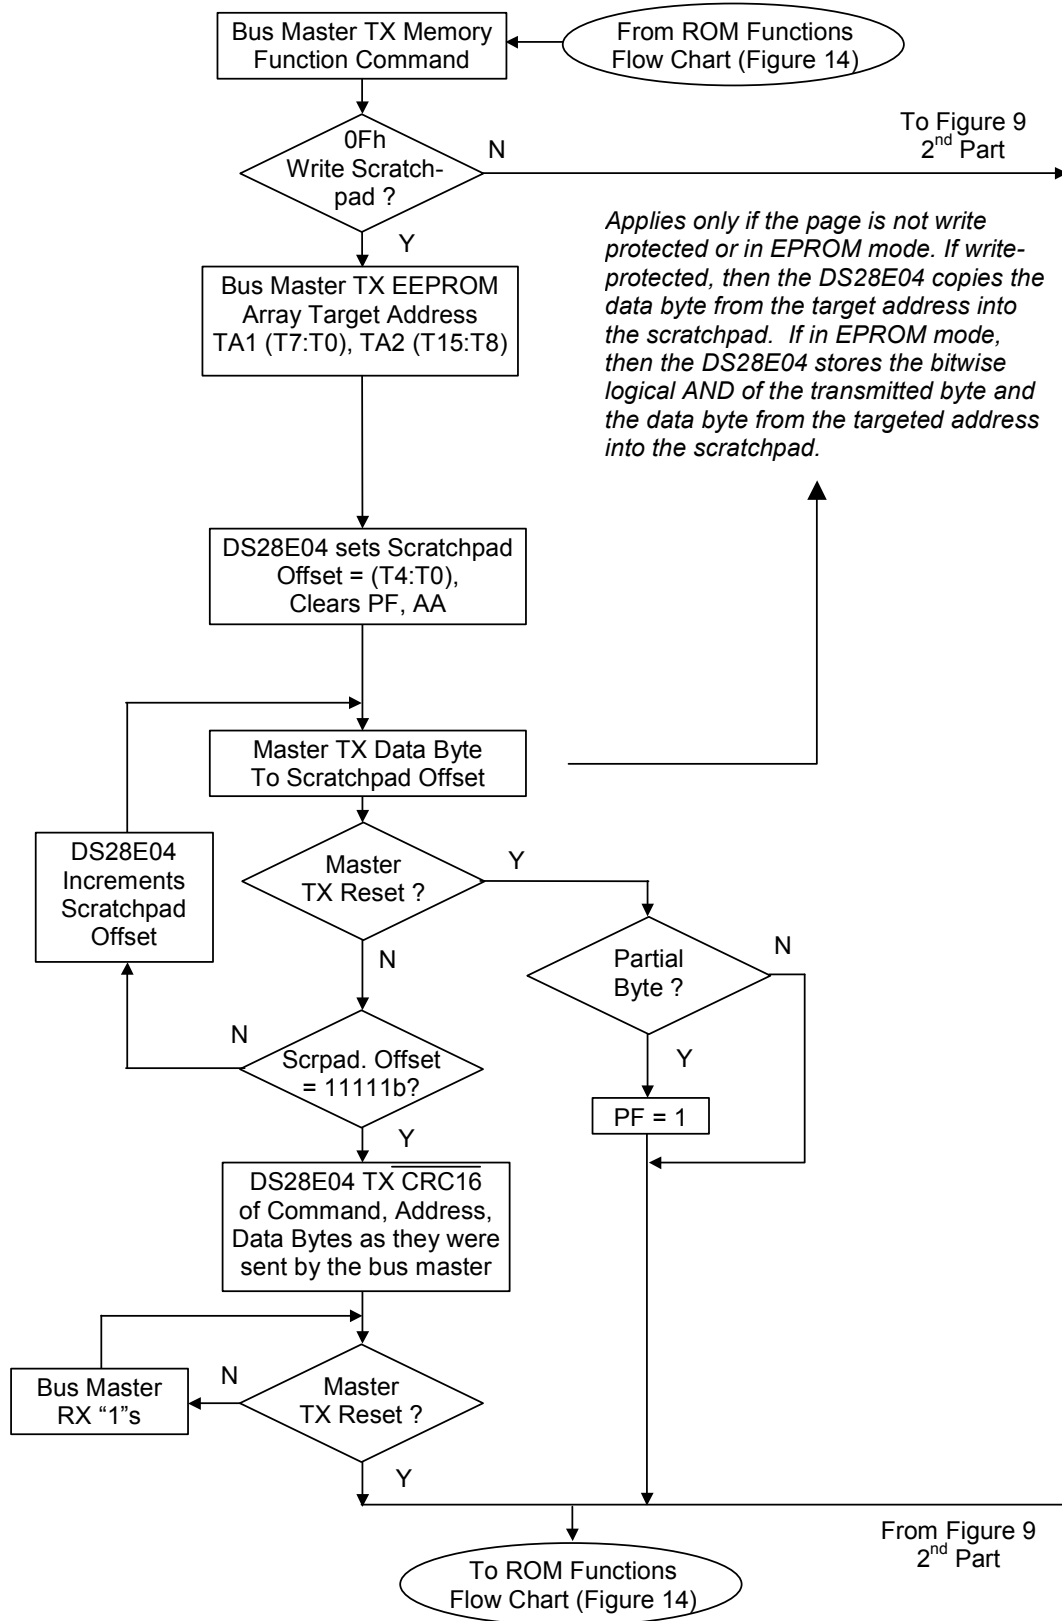 Bus Master TX Memory
Function Command
From ROM Functions
Flow Chart (Figure 14)
To Figure 9
2nd Part
0Fh
Write Scratch-
pad ?
N
Y
Applies only if the page is not write
protected or in EPROM mode. If write-
protected, then the DS28E04 copies the
data byte from the target address into
the scratchpad.  If in EPROM mode,
then the DS28E04 stores the bitwise
logical AND of the transmitted byte and
the data byte from the targeted address
into the scratchpad.
Bus Master TX EEPROM
Array Target Address
TA1 (T7:T0), TA2 (T15:T8)
DS28E04 sets Scratchpad
Offset = (T4:T0),
Clears PF, AA
Master TX Data Byte
To Scratchpad Offset
DS28E04
Increments
Scratchpad
Offset
Master
TX Reset ?
Y
N
Partial
Byte ?
N
Y
PF = 1
Scrpad. Offset
= 11111b?
N
Y
DS28E04 TX CRC16
of Command, Address,
Data Bytes as they were
sent by the bus master
Bus Master
RX “1”s
N
Master
TX Reset ?
Y
From Figure 9
2nd Part
To ROM Functions
Flow Chart (Figure 14)